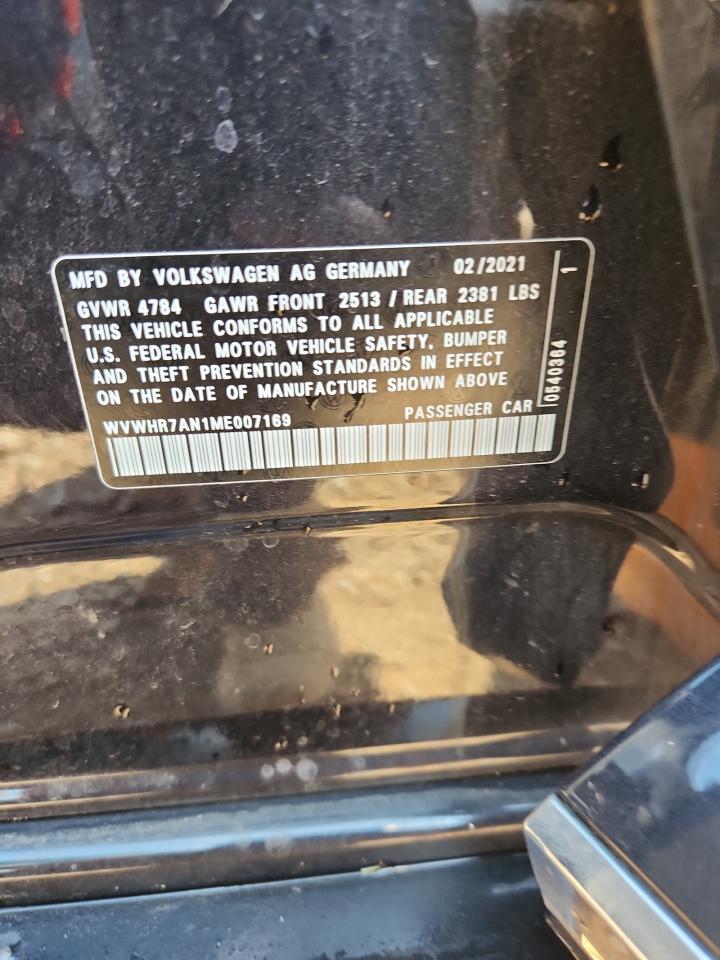 MFD BY VOLKSWAGEN AG GERMANY 02/2021
GVWR 4784 GAWR FRONT 2513 / REAR 2381 LBS
THIS VEHICLE CONFORMS TO ALL APPLICABLE
U.S. FEDERAL MOTOR VEHICLE SAFETY, BUMPER
AND THEFT PREVENTION STANDARDS IN EFFECT
ON THE DATE OF MANUFACTURE SHOWN ABOVE
WVWHR7AN1ME007169 PASSENGER CAR
0540364 1